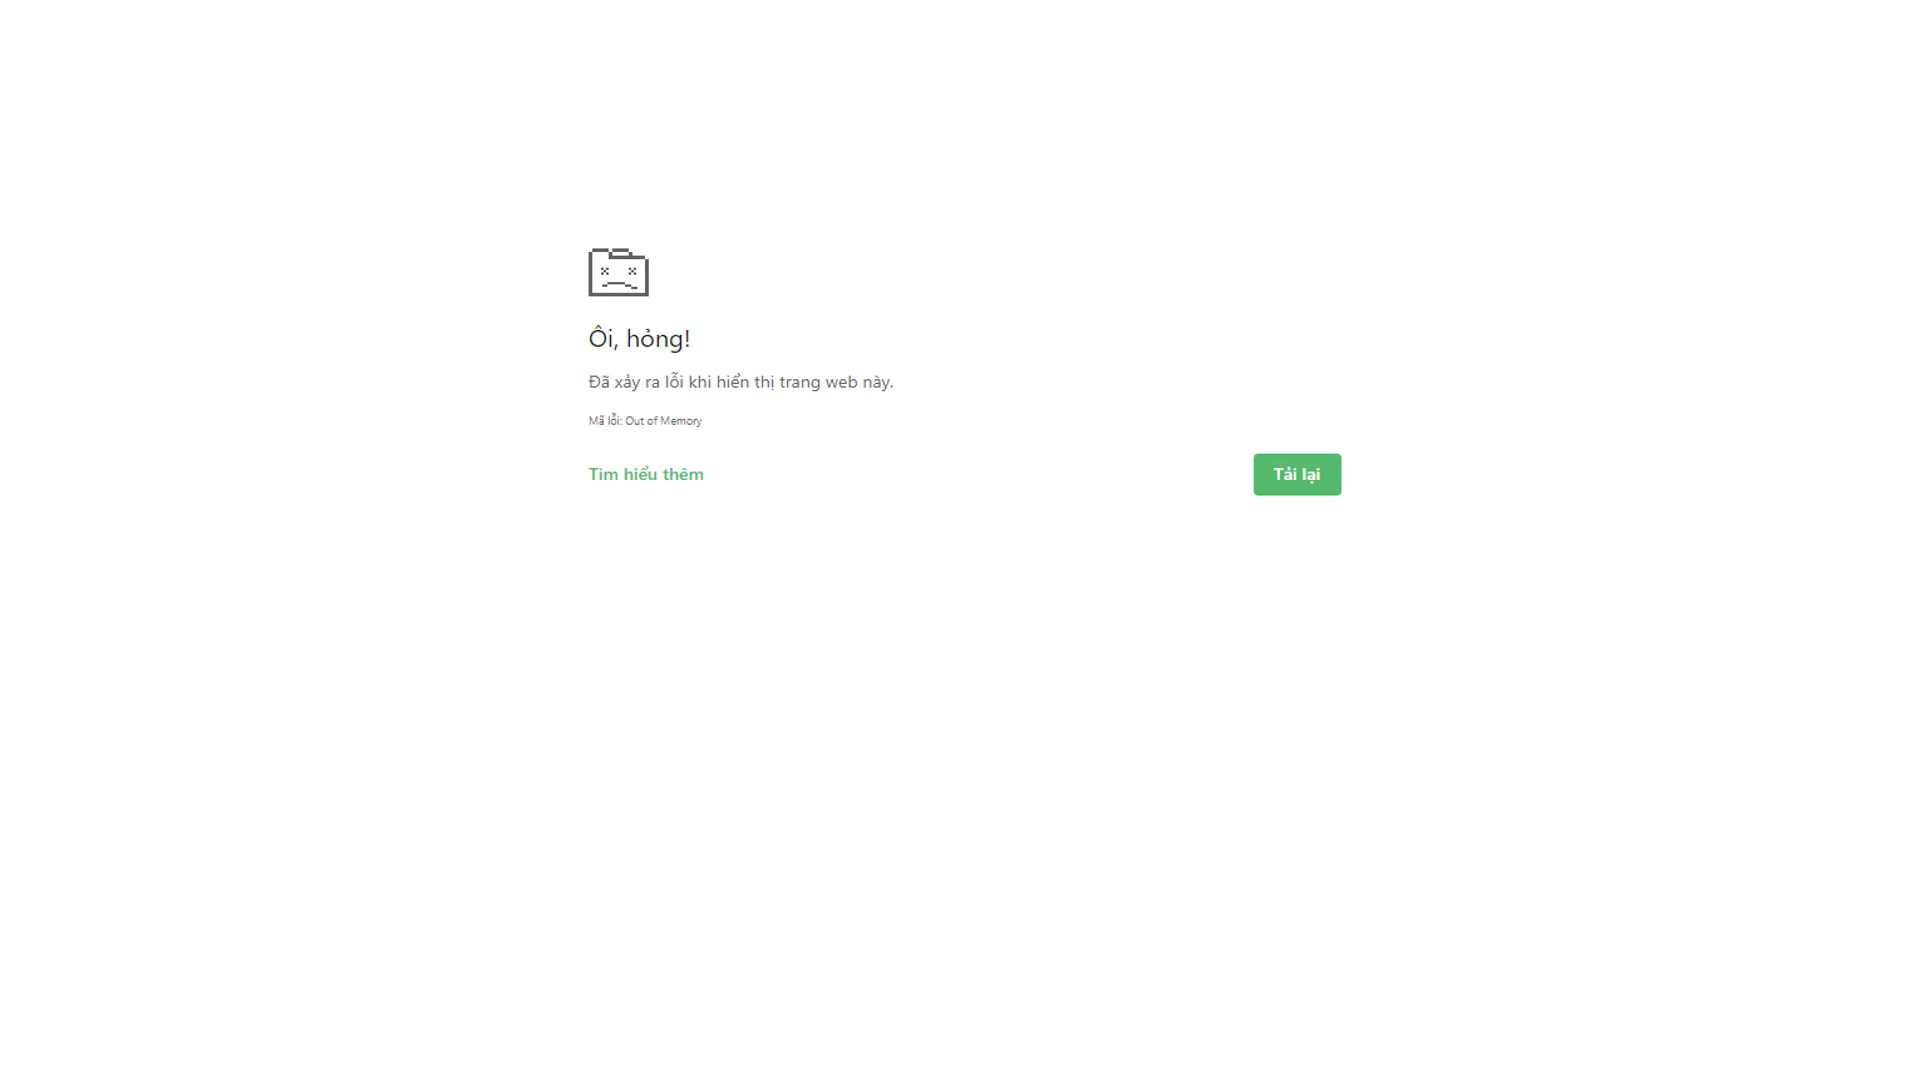 Ôi, hỏng!
Đã xảy ra lỗi khi hiển thị trang web này.
Mã lỗi: Out of Memory
Tìm hiểu thêm
Tải lại